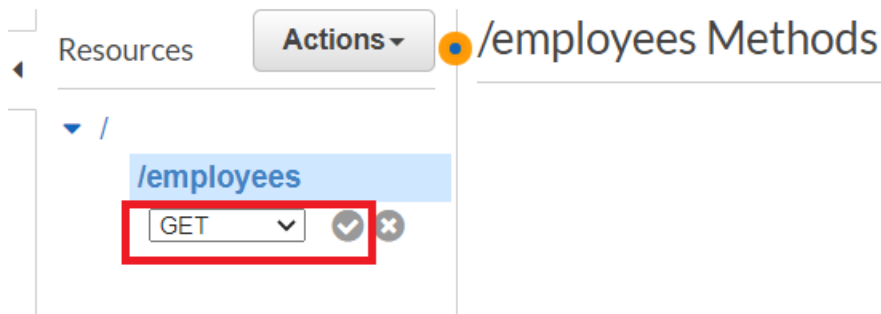 Resources
Actions
/employees Methods
/
/employees
GET